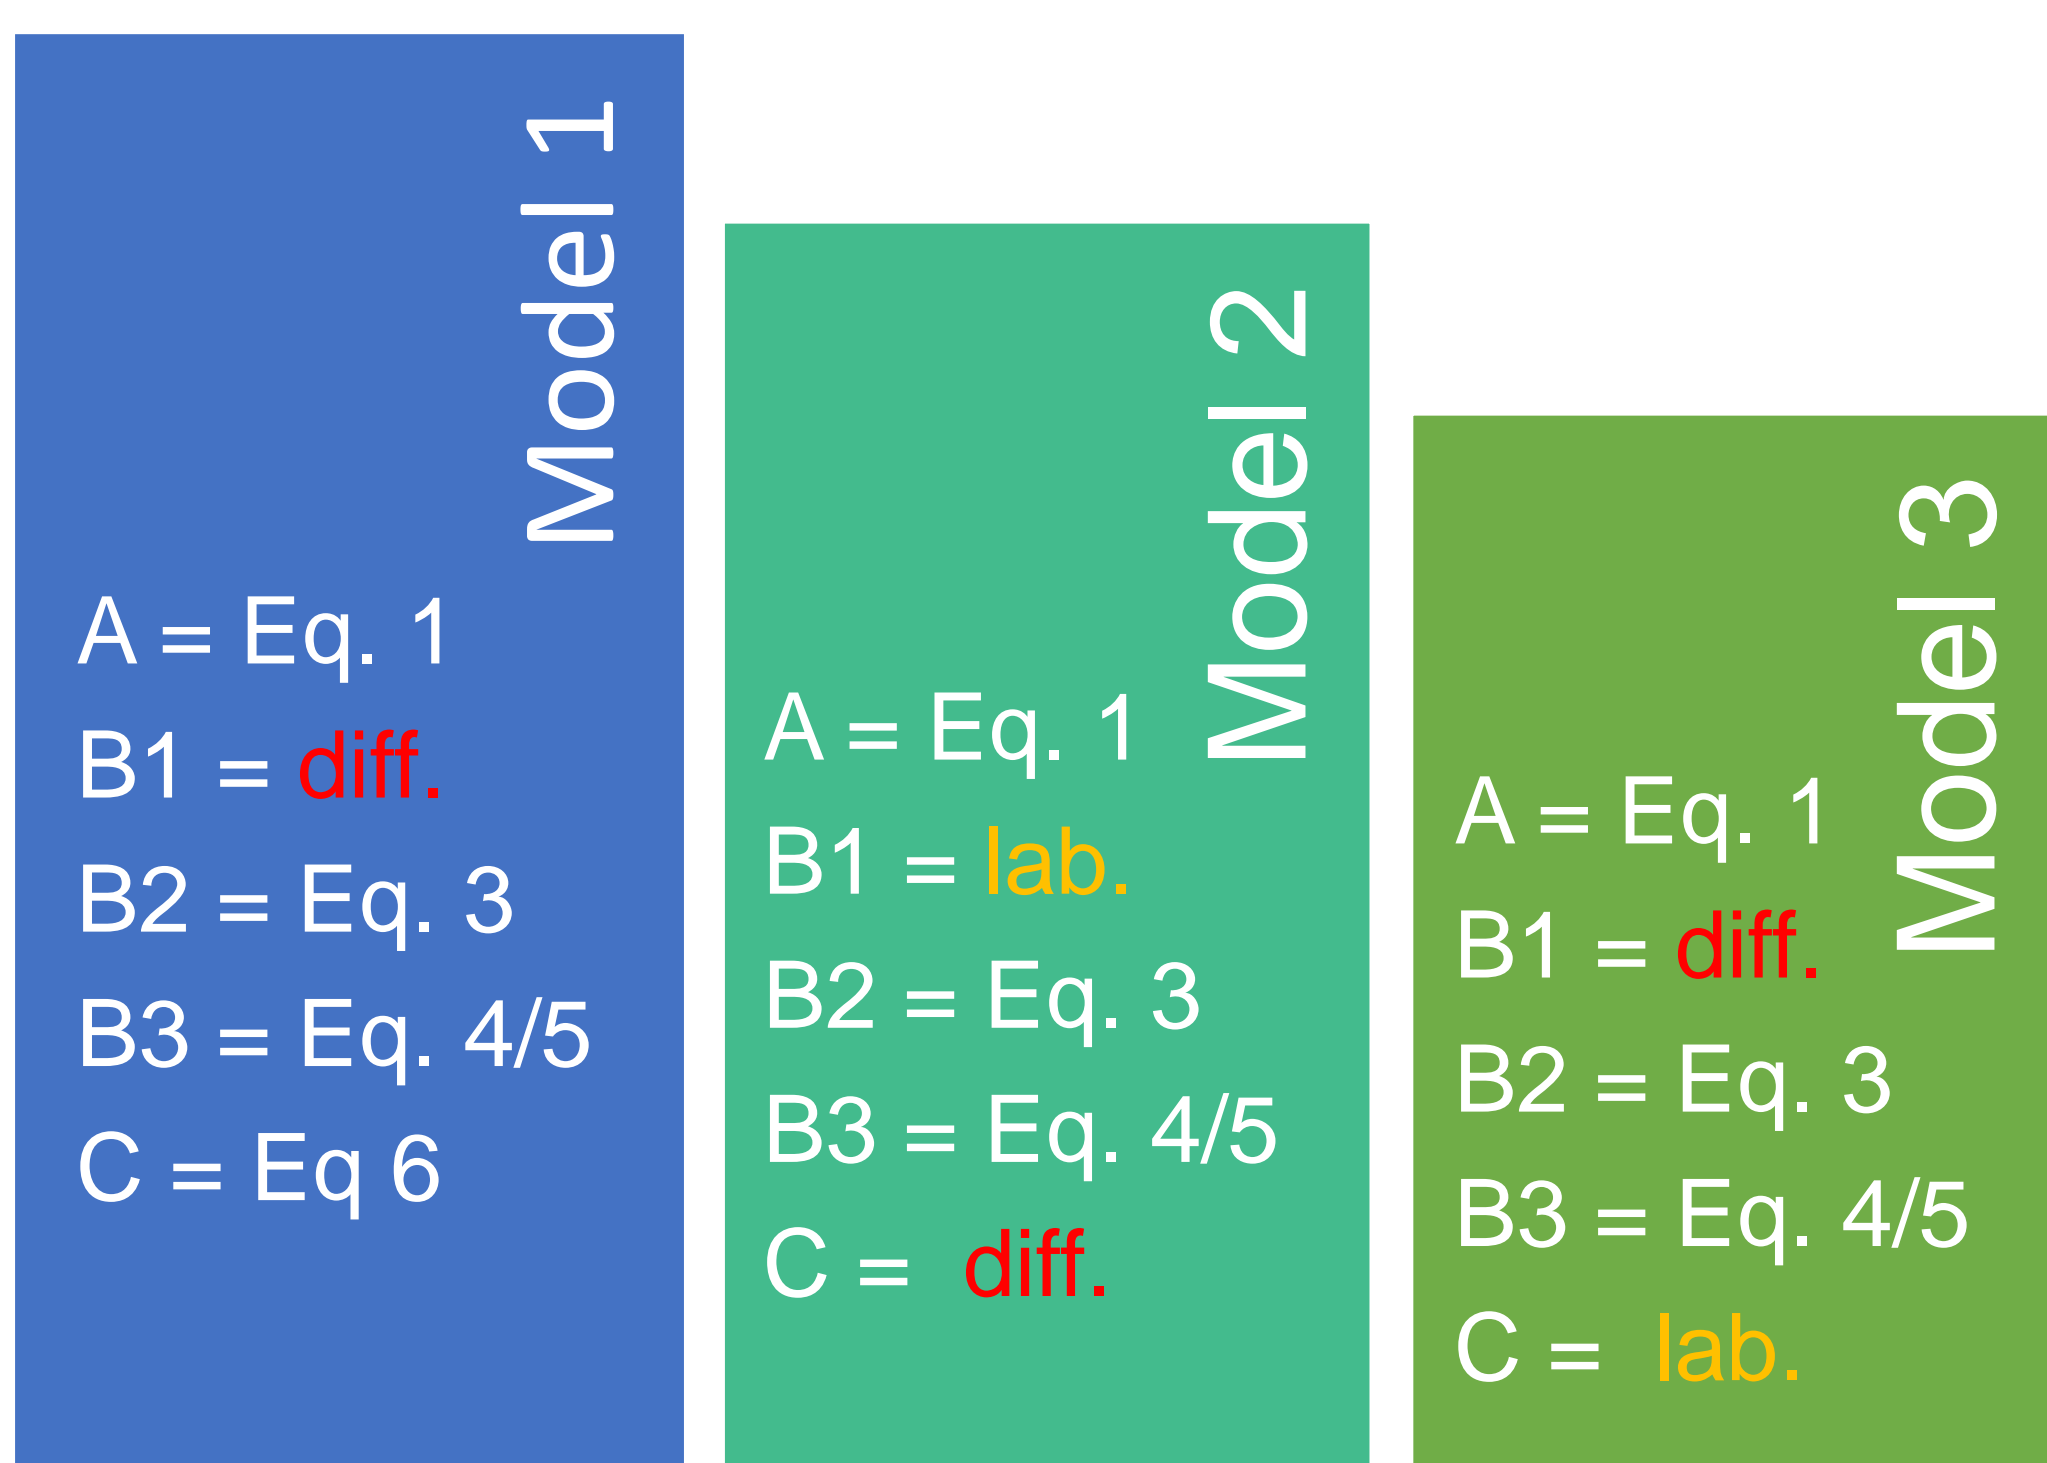 Model 1
A = Eq. 1
B1 = diff.
B2 = Eq. 3
B3 = Eq. 4/5
C = Eq 6
Model 2
A = Eq. 1
B1 = lab.
B2 = Eq. 3
B3 = Eq. 4/5
C = diff.
Model 3
A = Eq. 1
B1 = diff.
B2 = Eq. 3
B3 = Eq. 4/5
C = lab.